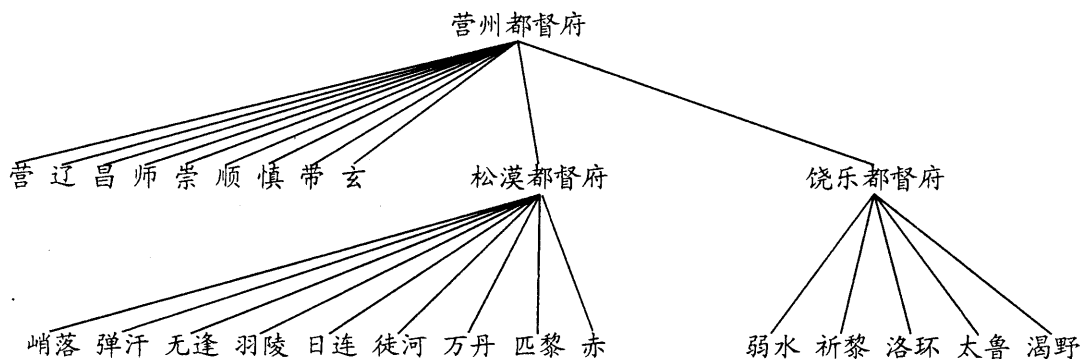 营州都督府
营 辽 昌 师 崇 顺 慎 带 玄 松漠都督府 饶乐都督府
峭落 弹汗 无逢 羽陵 日连 徒河 万丹 匹黎 赤 弱水 祈黎 洛环 太鲁 渴野